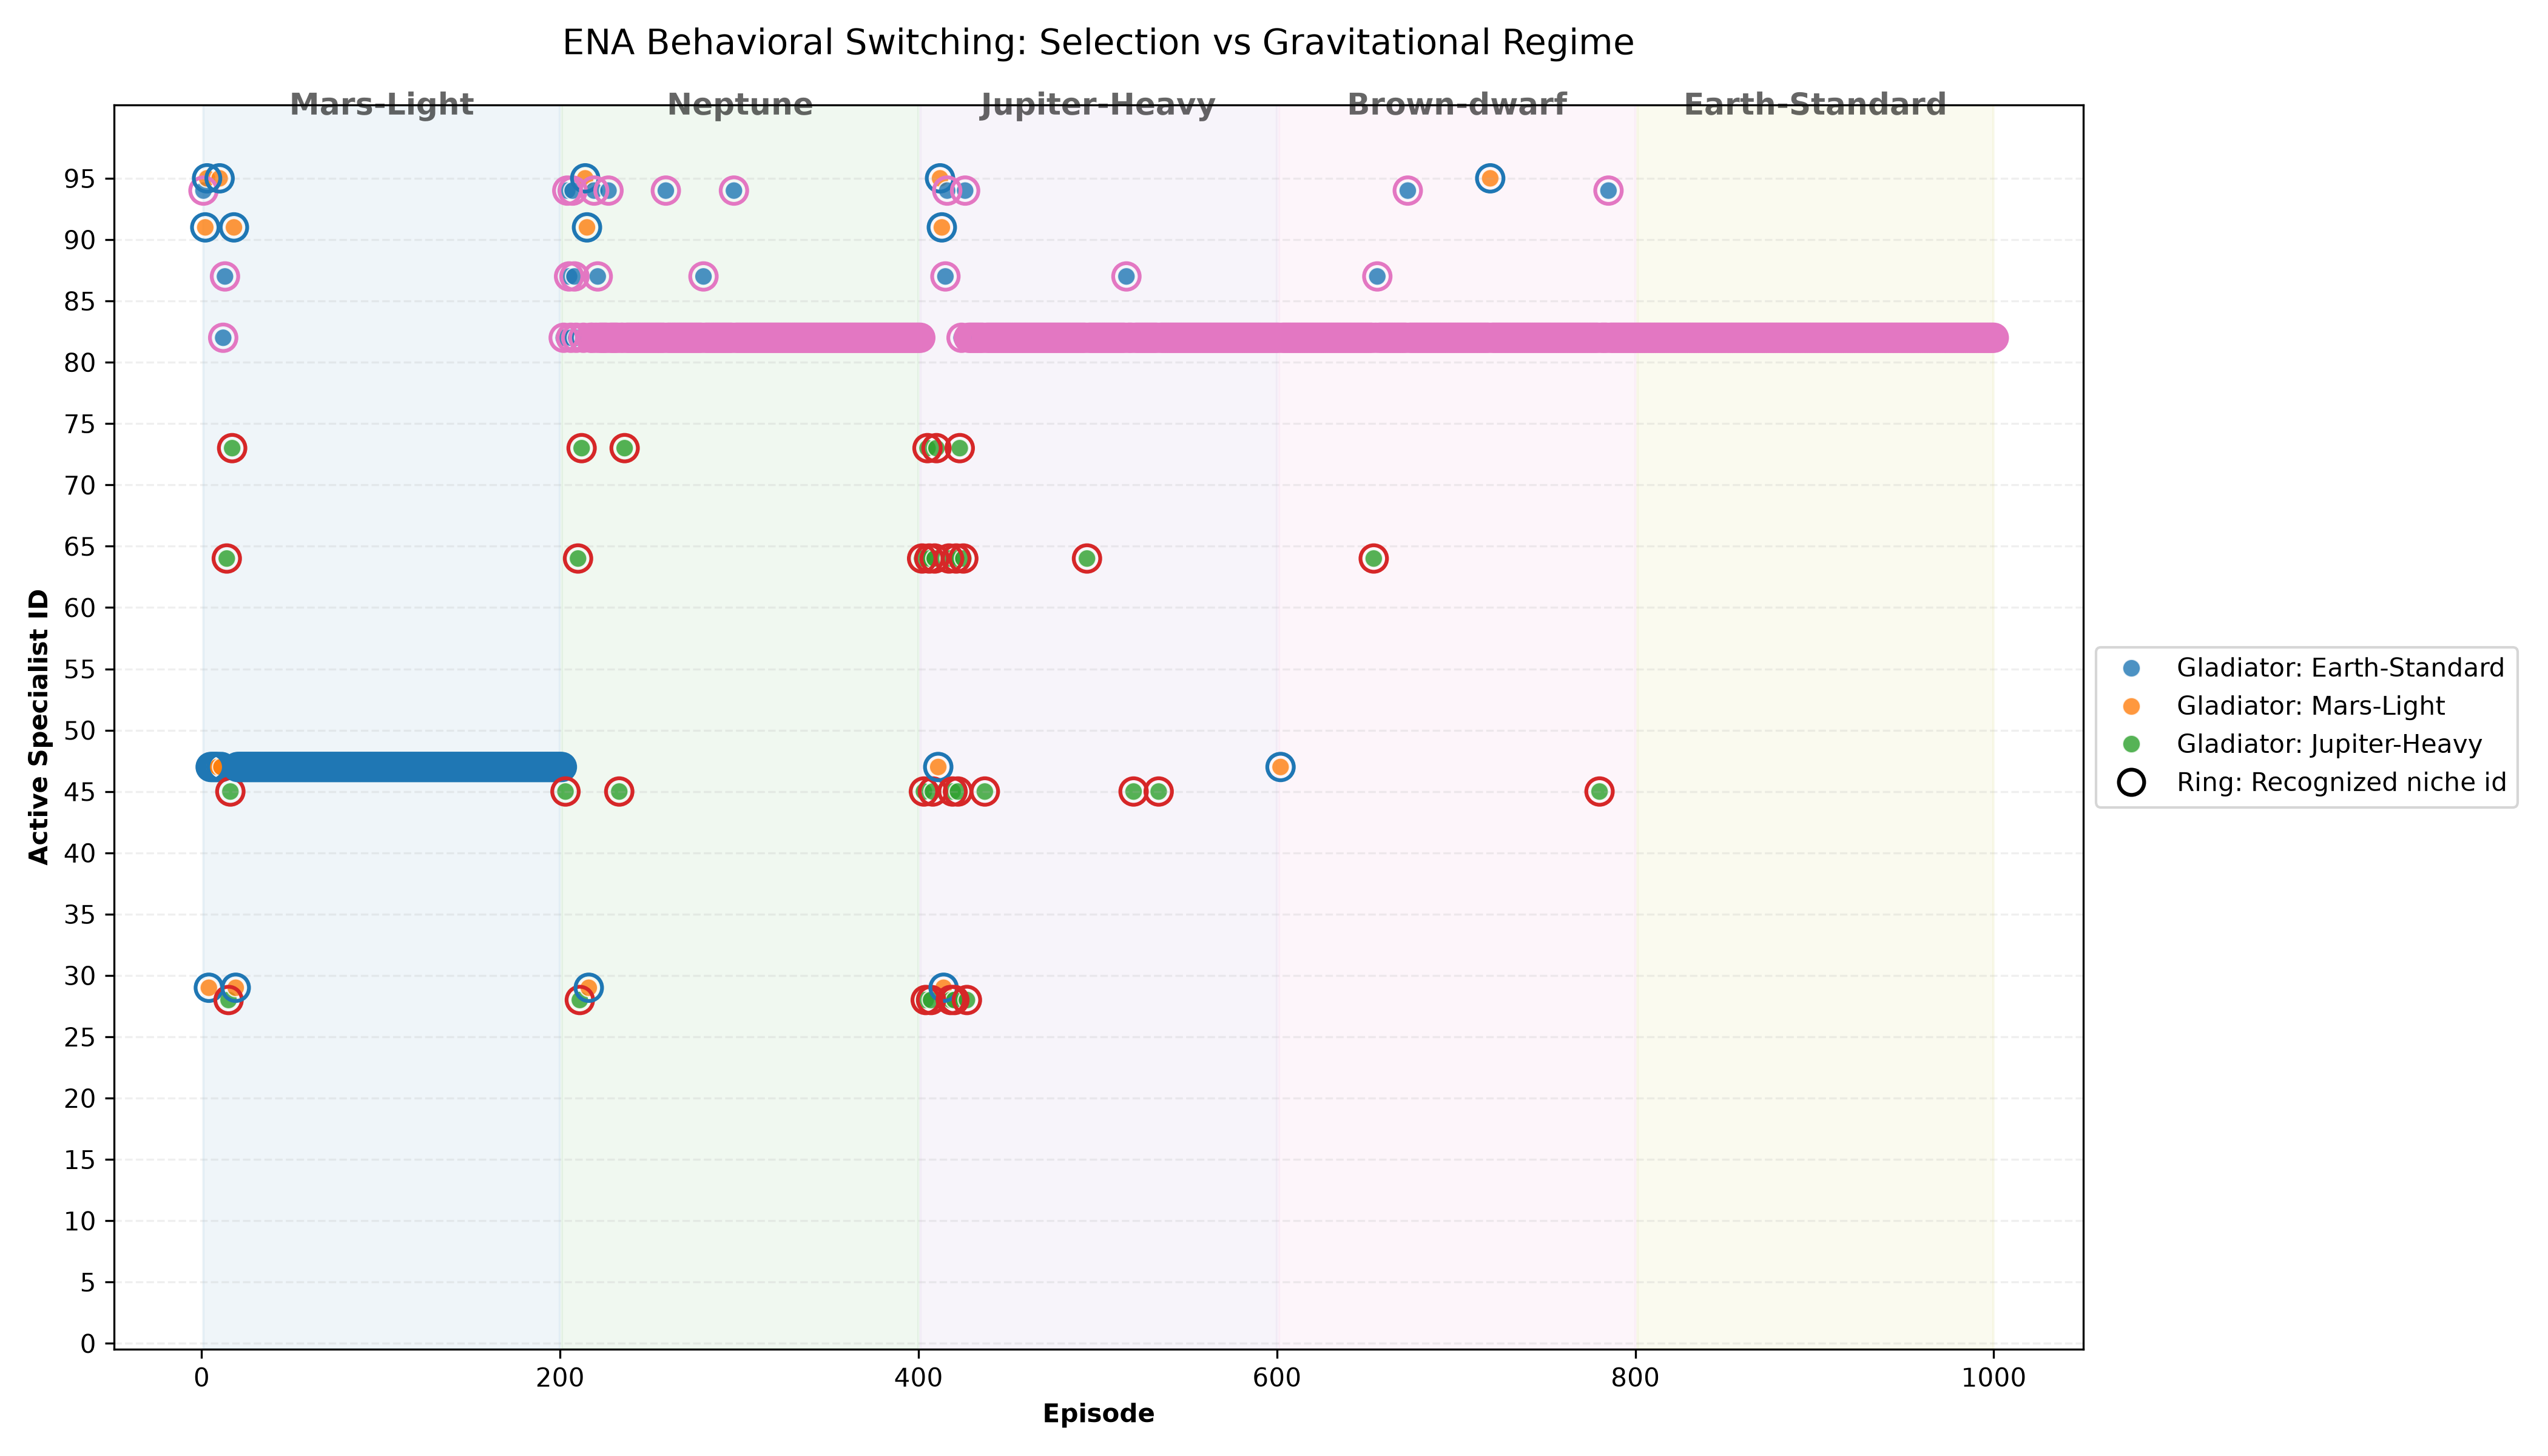 ENA Behavioral Switching: Selection vs Gravitational Regime
Mars-Light
Neptune
Jupiter-Heavy
Brown-dwarf
Earth-Standard
95
90
85
80
75
70
65
60
55
50
45
40
35
30
25
20
15
10
5
0
Active Specialist ID
0
200
400
600
800
1000
Episode
Gladiator: Earth-Standard
Gladiator: Mars-Light
Gladiator: Jupiter-Heavy
Ring: Recognized niche id